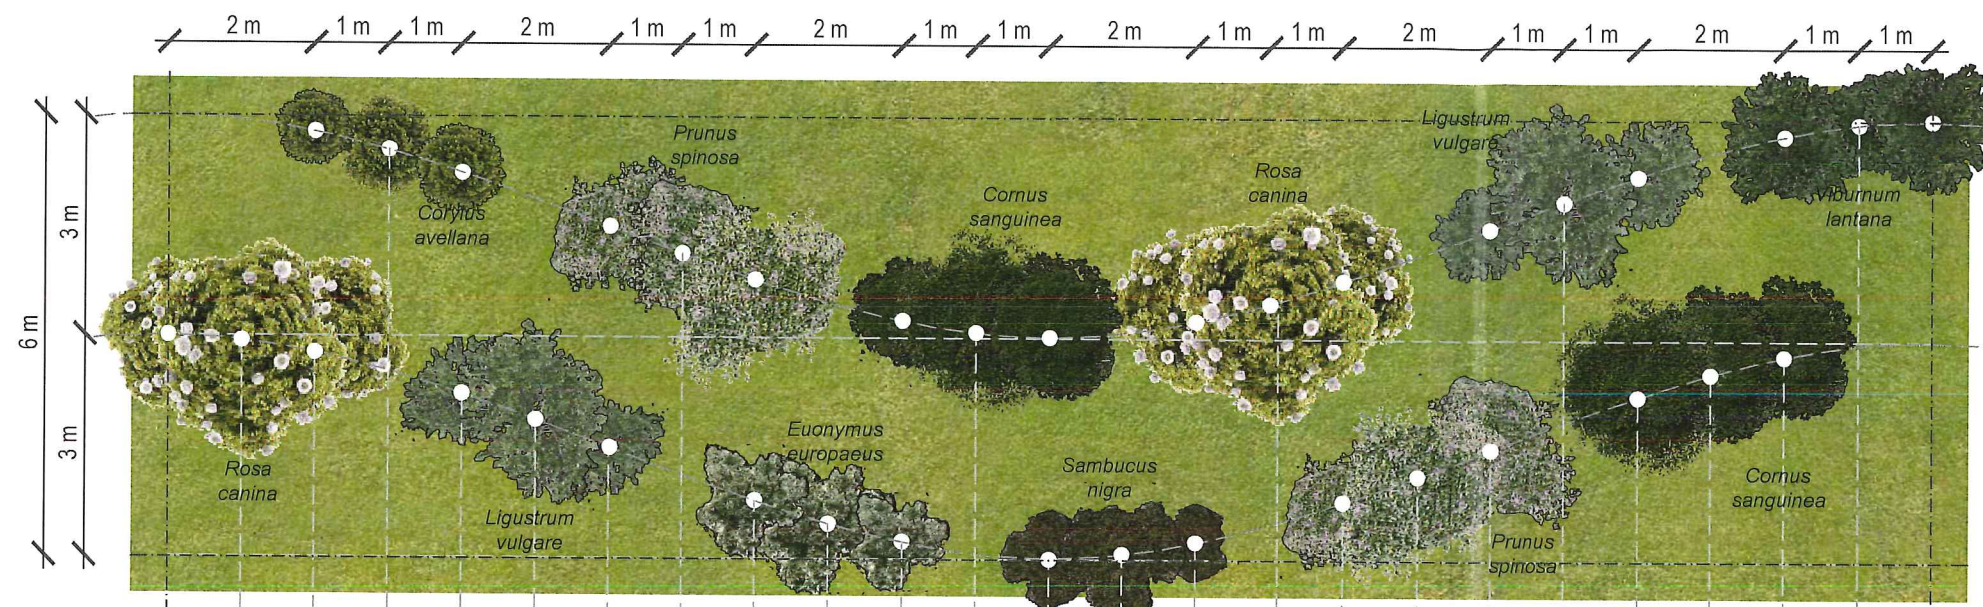 2 m 1 m 1 m 2 m 1 m 1 m 2 m 1 m 1 m 2 m 1 m 1 m 2 m 1 m 1 m 2 m 1 m 1 m
6 m
3 m
3 m
Corylus
avellana
Prunus
spinosa
Cornus
sanguinea
Rosa
canina
Ligustrum
vulgare
Viburnum
lantana
Rosa
canina
Ligustrum
vulgare
Euonymus
europaeus
Sambucus
nigra
Prunus
spinosa
Cornus
sanguinea